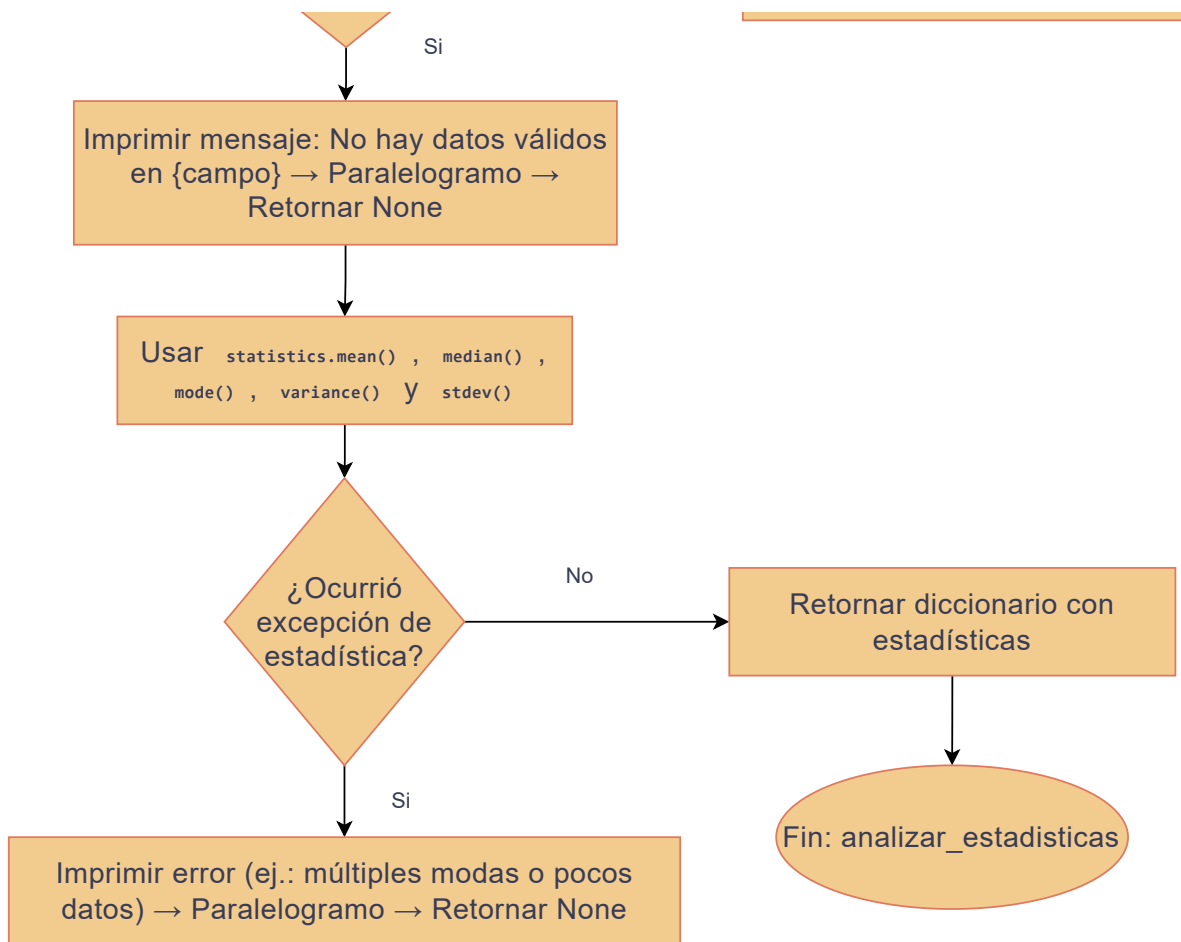 Si
Imprimir mensaje: No hay datos válidos
en {campo} → Paralelogramo →
Retornar None
Usar statistics.mean() , median() ,
mode() , variance() y stdev()
¿Ocurrió
excepción de
estadística?
No
Retornar diccionario con
estadísticas
Si
Fin: analizar_estadisticas
Imprimir error (ej.: múltiples modas o pocos
datos) → Paralelogramo → Retornar None